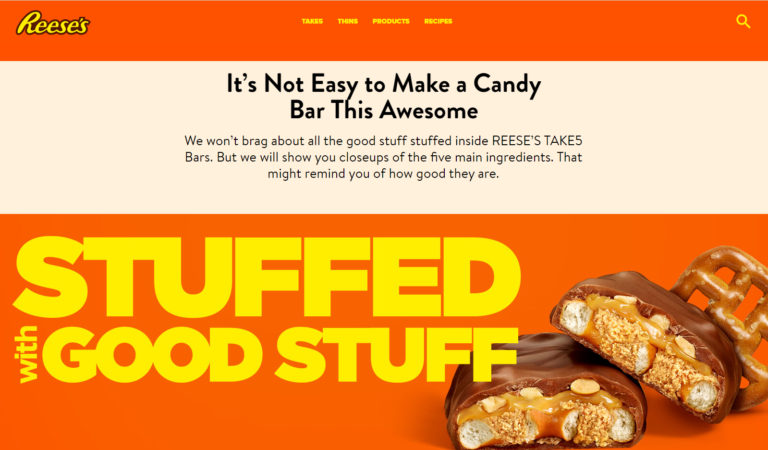 Reese's
TAKE5 THINS PRODUCTS RECIPES
It's Not Easy to Make a Candy
Bar This Awesome
We won't brag about all the good stuff stuffed inside REESE'S TAKE5
Bars. But we will show you closeups of the five main ingredients. That
might remind you of how good they are.
STUFFED
with GOOD STUFF